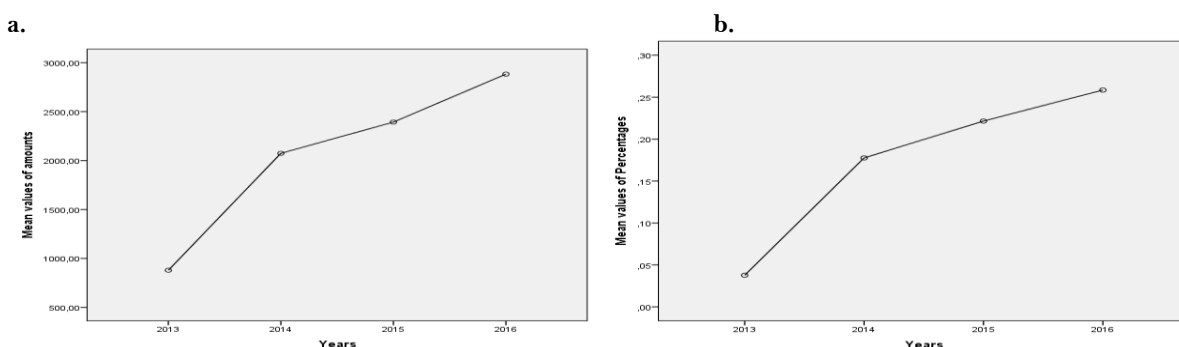 a.
3000,00
2500,00
2000,00
1500,00
1000,00
500,00
Mean values of amounts
2013 2014 2015 2016
Years
b.
,30
,25
,20
,15
,10
,05
,00
Mean values of Percentages
2013 2014 2015 2016
Years